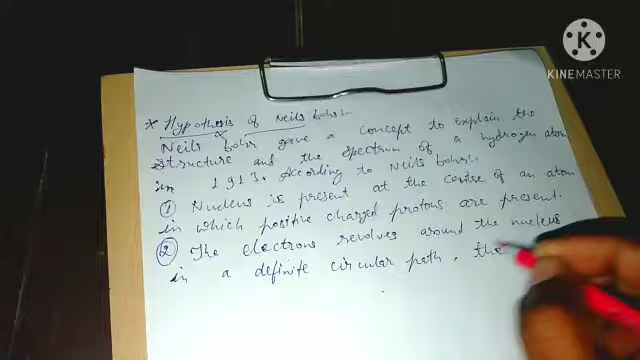 * Hypothesis of Neils bohr:-
Neils bohr gave a concept to explain the
structure and the spectrum of a hydrogen atom
in 1913. According to Neils bohr:-
① Nucleus is present at the centre of an atom
in which positive charged protons are present.
② The electrons revolves around the nucleus
in a definite circular path. the
K
KINEMASTER